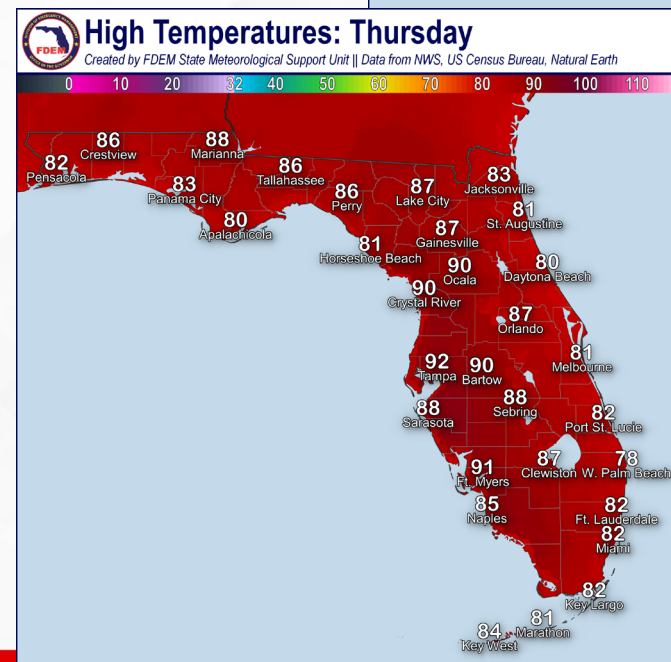 FDEM
High Temperatures: Thursday
Created by FDEM State Meteorological Support Unit || Data from NWS, US Census Bureau, Natural Earth
0 10 20 32 40 50 60 70 80 90 100 110
86
Crestview
88
Marianna
82
Pensacola
83
Panama City
86
Tallahassee
80
Apalachicola
86
Perry
87
Lake City
83
Jacksonville
81
St. Augustine
87
Gainesville
81
Horseshoe Beach
90
Ocala
80
Daytona Beach
90
Crystal River
87
Orlando
92
Tampa
90
Bartow
81
Melbourne
88
Sarasota
88
Sebring
82
Port St. Lucie
91
Ft. Myers
87
Clewiston
78
W. Palm Beach
85
Naples
82
Ft. Lauderdale
82
Miami
82
Key Largo
81
Marathon
84
Key West